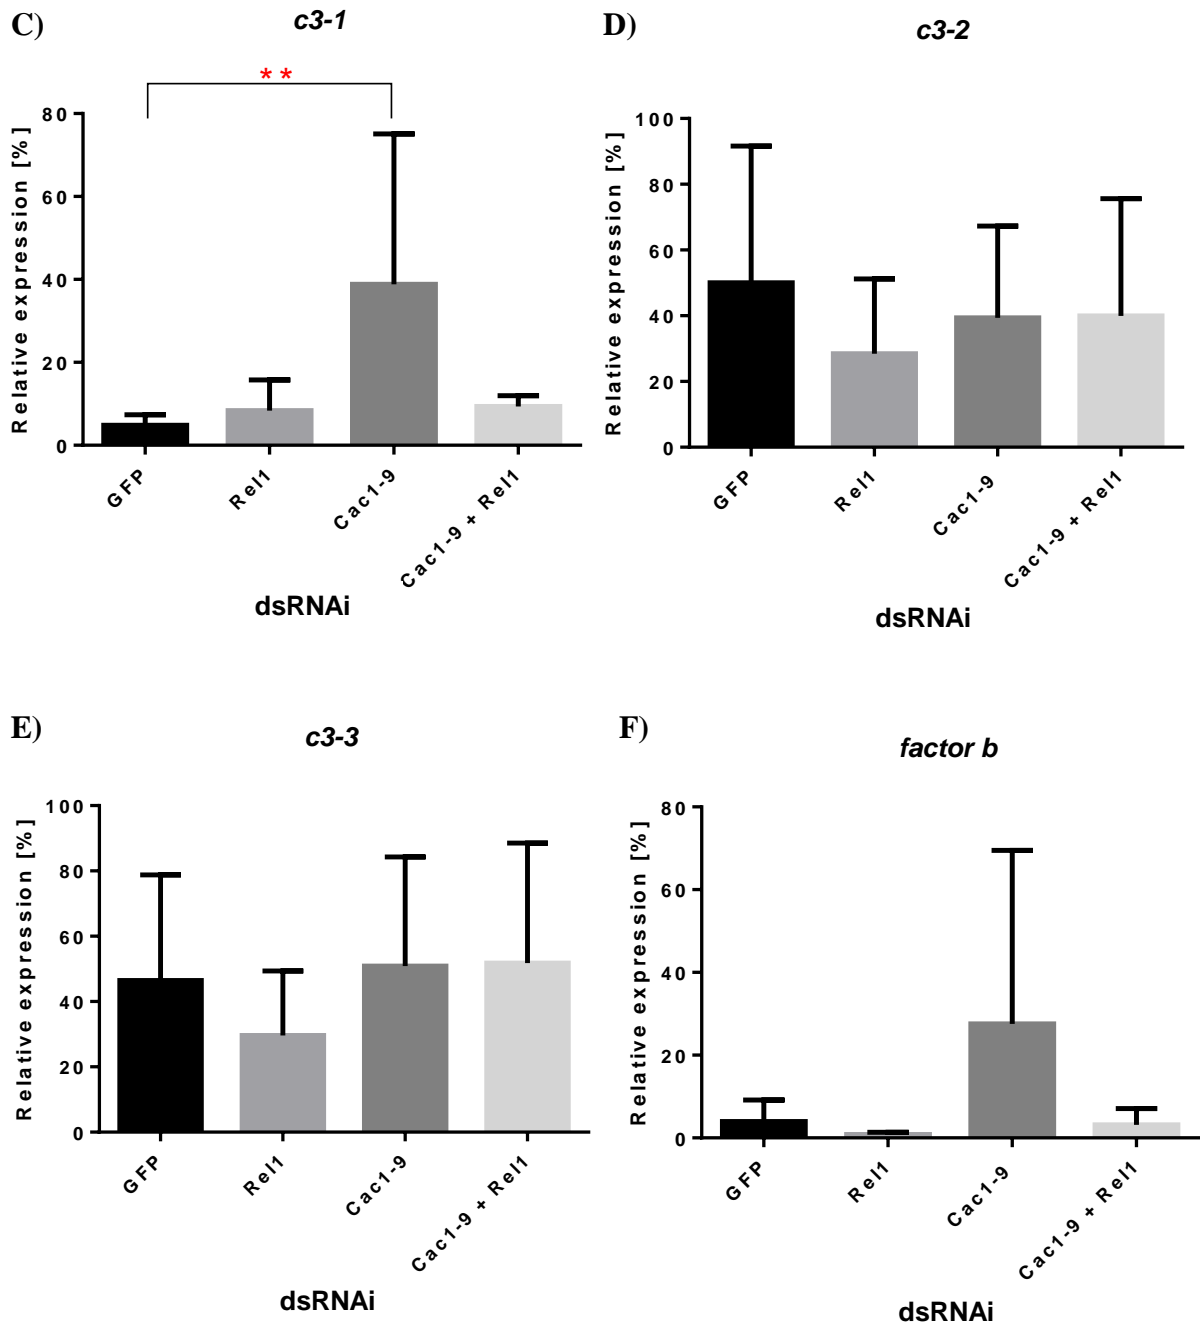 C)
c3-1
* *
Relative expression [%]
80
60
40
20
0
GFP
Rel1
Cac1-9
Cac1-9 + Rel1
dsRNAi
D)
c3-2
Relative expression [%]
100
80
60
40
20
0
GFP
Rel1
Cac1-9
Cac1-9 + Rel1
dsRNAi
E)
c3-3
Relative expression [%]
100
80
60
40
20
0
GFP
Rel1
Cac1-9
Cac1-9 + Rel1
dsRNAi
F)
factor b
Relative expression [%]
80
60
40
20
0
GFP
Rel1
Cac1-9
Cac1-9 + Rel1
dsRNAi